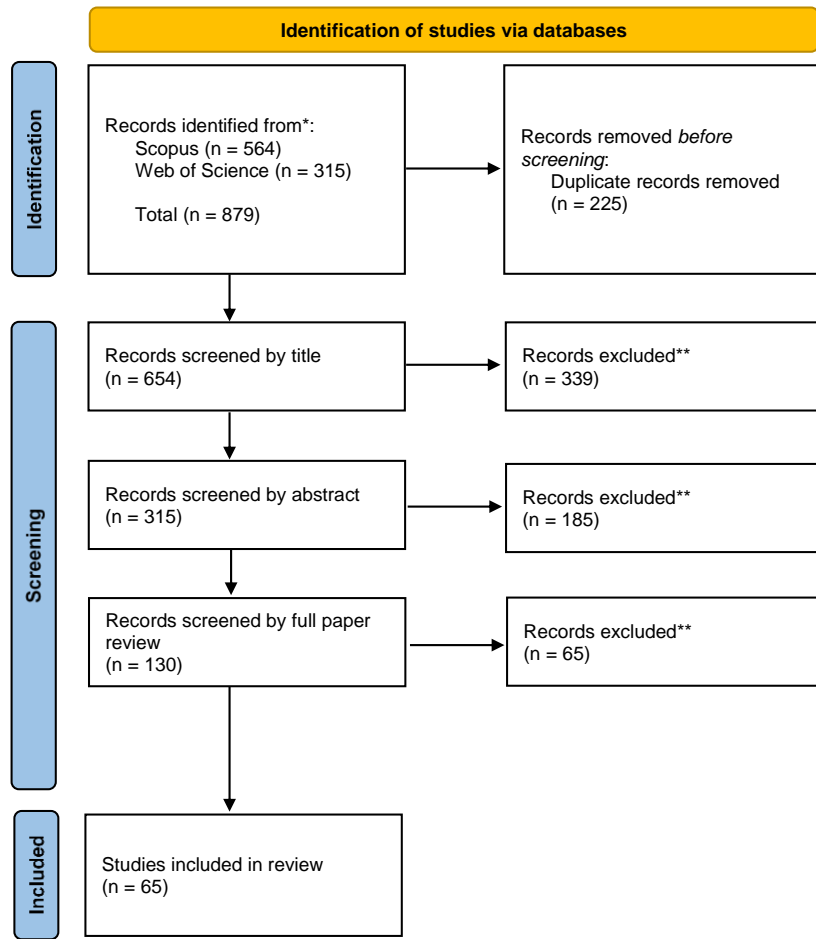 Identification of studies via databases
Identification
Records identified from*:
Scopus (n = 564)
Web of Science (n = 315)
Total (n = 879)
Records removed before
screening:
Duplicate records removed
(n = 225)
Screening
Records screened by title
(n = 654)
Records excluded**
(n = 339)
Records screened by abstract
(n = 315)
Records excluded**
(n = 185)
Records screened by full paper
review
(n = 130)
Records excluded**
(n = 65)
Included
Studies included in review
(n = 65)